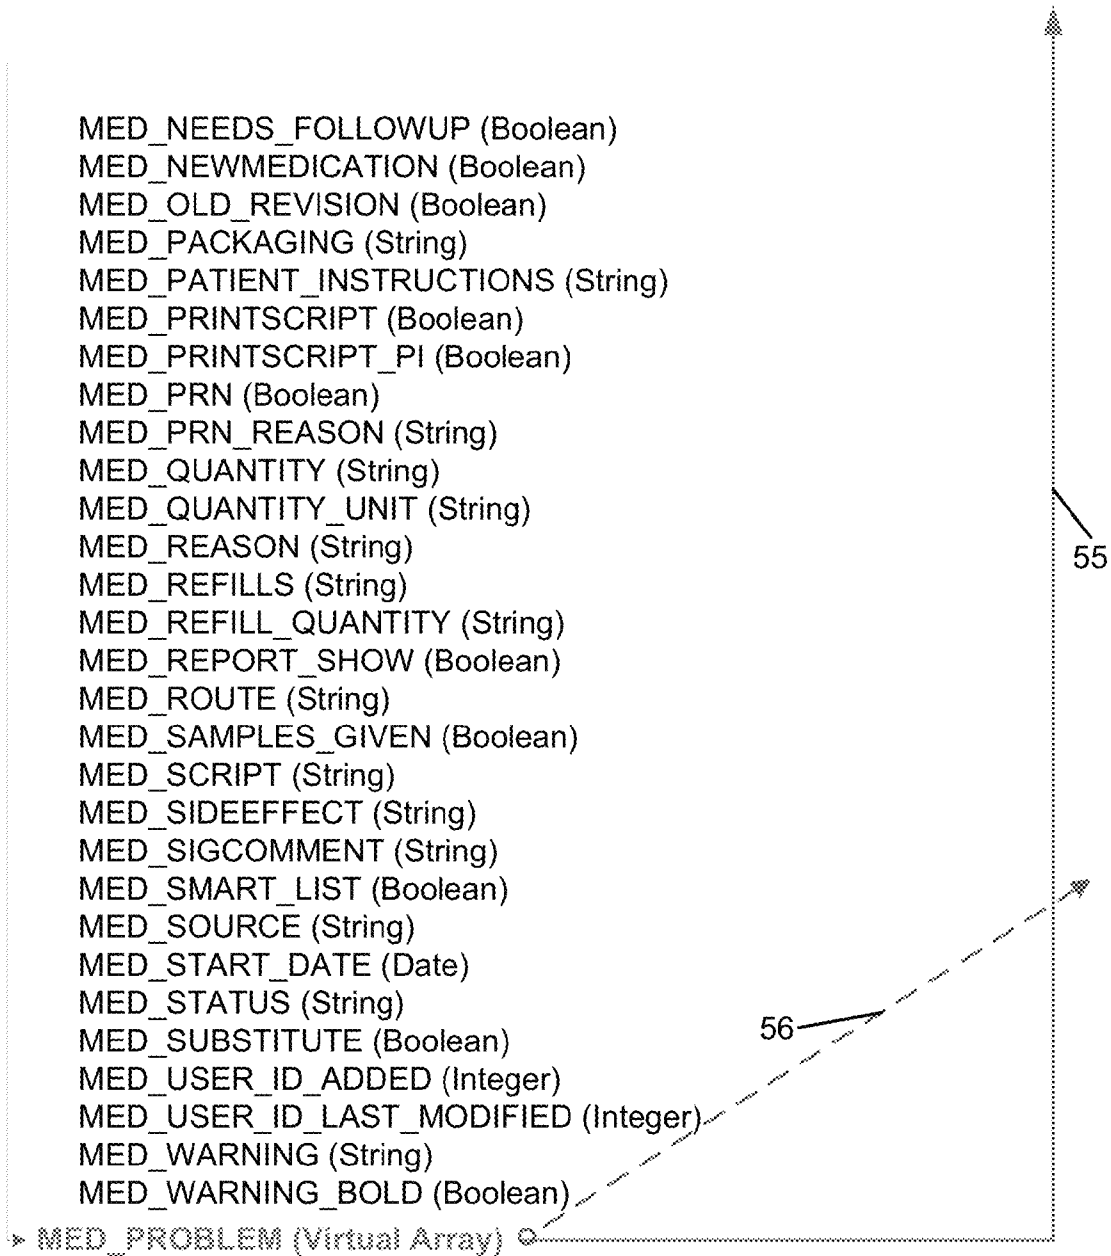 MED_NEEDS_FOLLOWUP (Boolean)
MED_NEWMEDICATION (Boolean)
MED_OLD_REVISION (Boolean)
MED_PACKAGING (String)
MED_PATIENT_INSTRUCTIONS (String)
MED_PRINTSCRIPT (Boolean)
MED_PRINTSCRIPT_PI (Boolean)
MED_PRN (Boolean)
MED_PRN_REASON (String)
MED_QUANTITY (String)
MED_QUANTITY_UNIT (String)
MED_REASON (String)
55
MED_REFILLS (String)
MED_REFILL_QUANTITY (String)
MED_REPORT_SHOW (Boolean)
MED_ROUTE (String)
MED_SAMPLES_GIVEN (Boolean)
MED_SCRIPT (String)
MED_SIDEEFFECT (String)
MED_SIGCOMMENT (String)
MED_SMART_LIST (Boolean)
MED_SOURCE (String)
MED_START_DATE (Date)
MED_STATUS (String)
56
MED_SUBSTITUTE (Boolean)
MED_USER_ID_ADDED (Integer)
MED_USER_ID_LAST_MODIFIED (Integer)
MED_WARNING (String)
MED_WARNING_BOLD (Boolean)
MED_PROBLEM (Virtual Array)